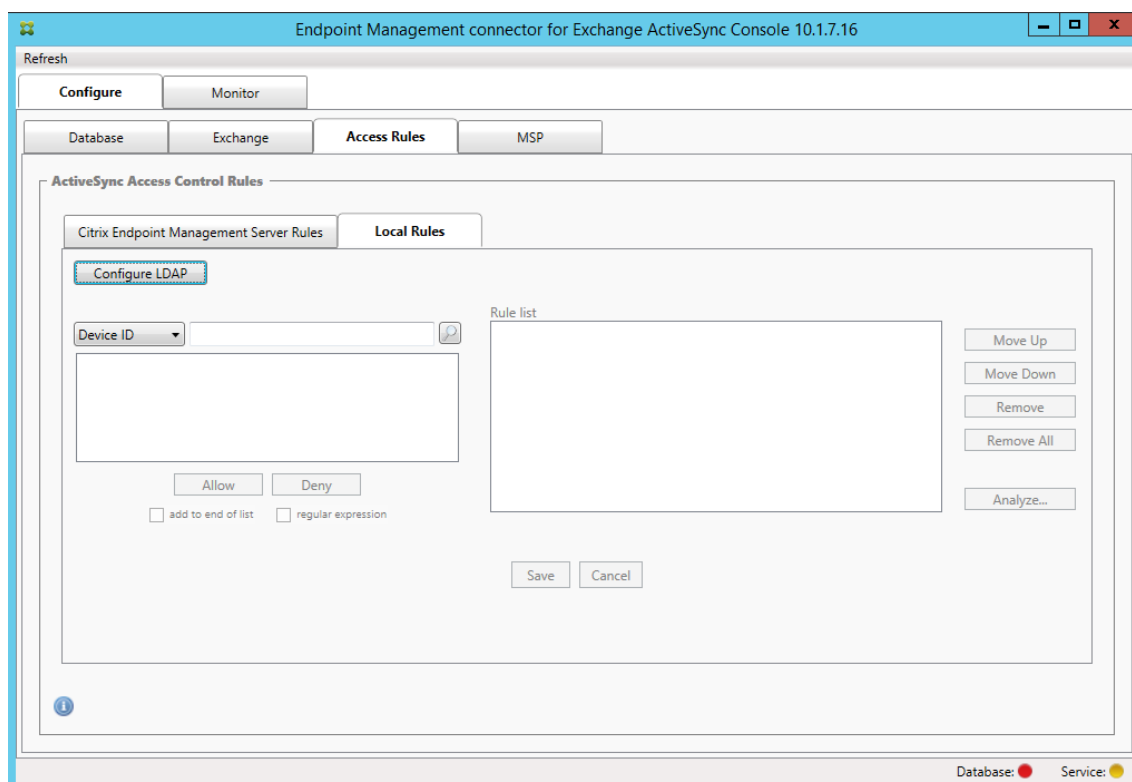 Endpoint Management connector for Exchange ActiveSync Console 10.1.7.16
Refresh
Configure Monitor
Database Exchange Access Rules MSP
ActiveSync Access Control Rules
Citrix Endpoint Management Server Rules Local Rules
Configure LDAP
Rule list
Device ID
Move Up
Move Down
Remove
Remove All
Allow Deny
Analyze...
add to end of list regular expression
Save Cancel
Database: Service: